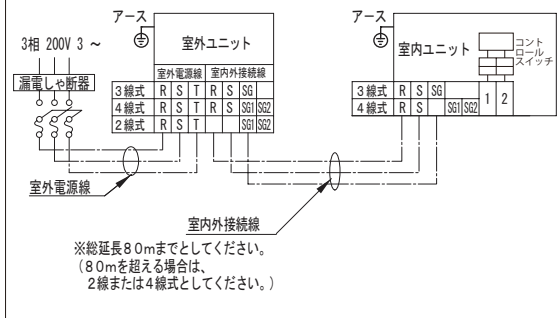 アース
3相 200V 3 ～
漏電しゃ断器
室外ユニット
室外電源線 室内外接続線
3線式 R S T R S SG
4線式 R S T R S SG1 SG2
2線式 R S T SG1 SG2
アース
室内ユニット
コント
ロール
スイッチ
3線式 R S SG
4線式 R S SG1 SG2
1 2
室外電源線
室内外接続線
※総延長80mまでとしてください。
（80mを超える場合は、
2線または4線式としてください。）